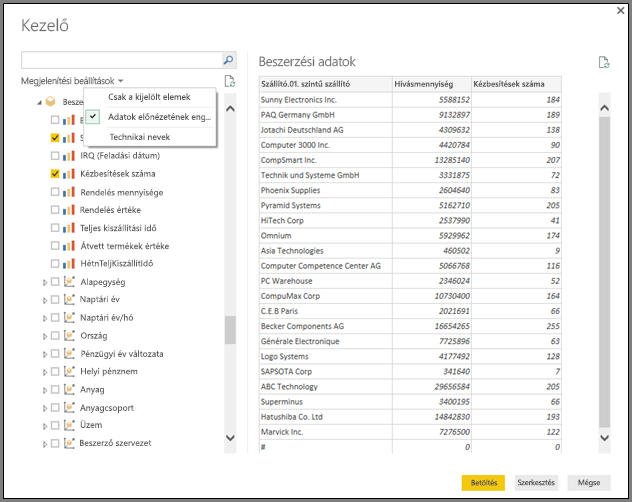 Kezelő
Megjelenítési beállítások
Csak a kijelölt elemek
Adatok előnézetének eng...
Technikai nevek
Besze
S
IRQ (Feladási dátum)
Kézbesítések száma
Rendelés mennyisége
Rendelés értéke
Teljes kiszállítási idő
Átvett termékek értéke
HétnTeljKiszállítIdő
Alapegység
Naptári év
Naptári év/hó
Ország
Pénzügyi év változata
Helyi pénznem
Anyag
Anyagcsoport
Üzem
Beszerző szervezet
Beszerzési adatok
Szállító.01. szintű szállító Hívásmennyiség Kézbesítések száma
Sunny Electronics Inc. 5588152 184
PAQ Germany GmbH 9132897 189
Jotachi Deutschland AG 4309632 138
Computer 3000 Inc. 4420784 90
CompSmart Inc. 13285140 207
Technik und Systeme GmbH 3331875 72
Phoenix Supplies 2604640 83
Pyramid Systems 5162710 205
HiTech Corp 2537990 41
Omnium 5929962 174
Asia Technologies 460502 9
Computer Competence Center AG 5066768 116
PC Warehouse 2346024 52
CompuMax Corp 10730400 164
C.E.B Paris 2021691 66
Becker Components AG 16654265 255
Générale Electronique 7725896 63
Logo Systems 4177492 128
SAPSOTA Corp 341640 7
ABC Technology 29656584 205
Superminus 3400195 66
Hatushiba Co. Ltd 14842830 193
Marvick Inc. 7276500 122
# 0 0
Betöltés Szerkesztés Mégse